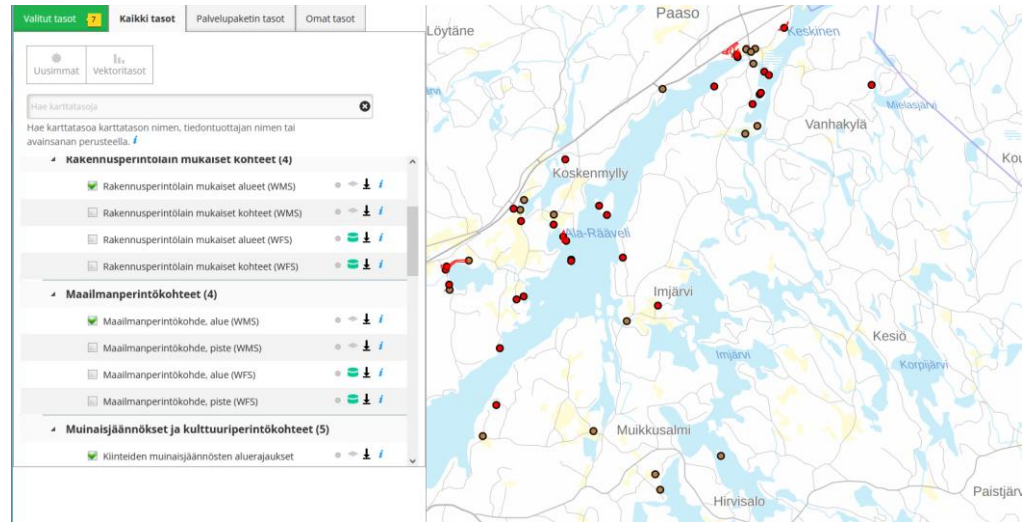 Valitut tasot 7
Kaikki tasot
Palvelupaketin tasot
Omat tasot
Uusimmat
Vektoritasot
Hae karttatasoja
Hae karttatasoa karttatason nimen, tiedontuottajan nimen tai
avainsanan perusteella. i
Rakennusperintölain mukaiset kohteet (4)
Rakennusperintölain mukaiset alueet (WMS) i
Rakennusperintölain mukaiset kohteet (WMS) i
Rakennusperintölain mukaiset alueet (WFS) i
Rakennusperintölain mukaiset kohteet (WFS) i
Maailmanperintökohteet (4)
Maailmanperintökohde, alue (WMS) i
Maailmanperintökohde, piste (WMS) i
Maailmanperintökohde, alue (WFS) i
Maailmanperintökohde, piste (WFS) i
Muinaisjäännökset ja kulttuuriperintökohteet (5)
Kiinteiden muinaisjäännösten aluerajaukset i
Paaso
Löytäne
Keskinen
Mielasjärvi
Vanhakylä
Kou
Koskenmylly
Ala-Rääveli
Imjärvi
Kesiö
Imjärvi
Korpijärvi
Muikkusalmi
Hirvisalo
Paistjärv